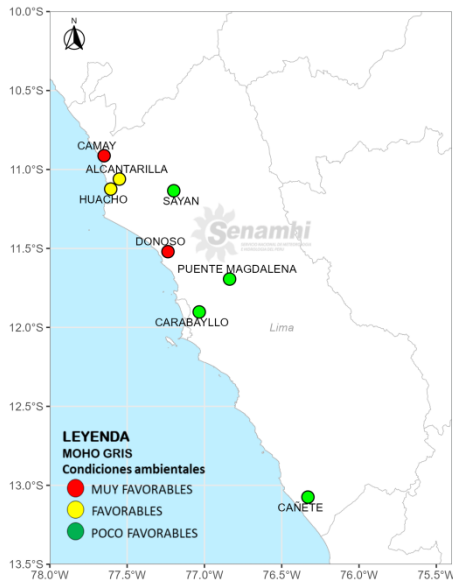 10.0°S
N
10.5°S
CAMAY
11.0°S
ALCANTARILLA
HUACHO
SAYAN
11.5°S
DONOSO
Senamhi
PUENTE MAGDALENA
12.0°S
CARABAYLLO
Lima
12.5°S
LEYENDA
MOHO GRIS
Condiciones ambientales
MUY FAVORABLES
FAVORABLES
POCO FAVORABLES
13.0°S
CAÑETE
13.5°S
78.0°W
77.5°W
77.0°W
76.5°W
76.0°W
75.5°W